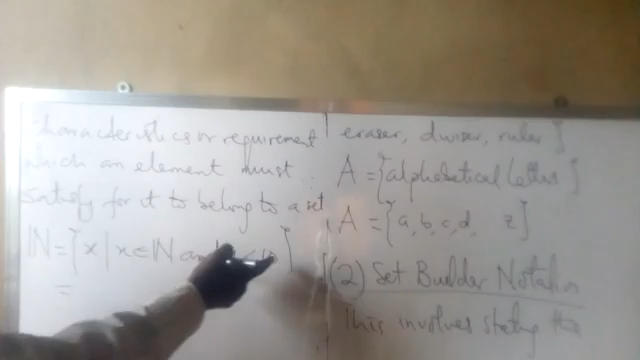 characteristics or requirement
which an element must
satisfy for it to belong to a set
ℕ = { x | x ∈ ℕ and < }
=
eraser, divider, ruler }
A = {alphabetical letters }
A = {a, b, c, d, z }
(2) Set Builder Notation
This involves stating the